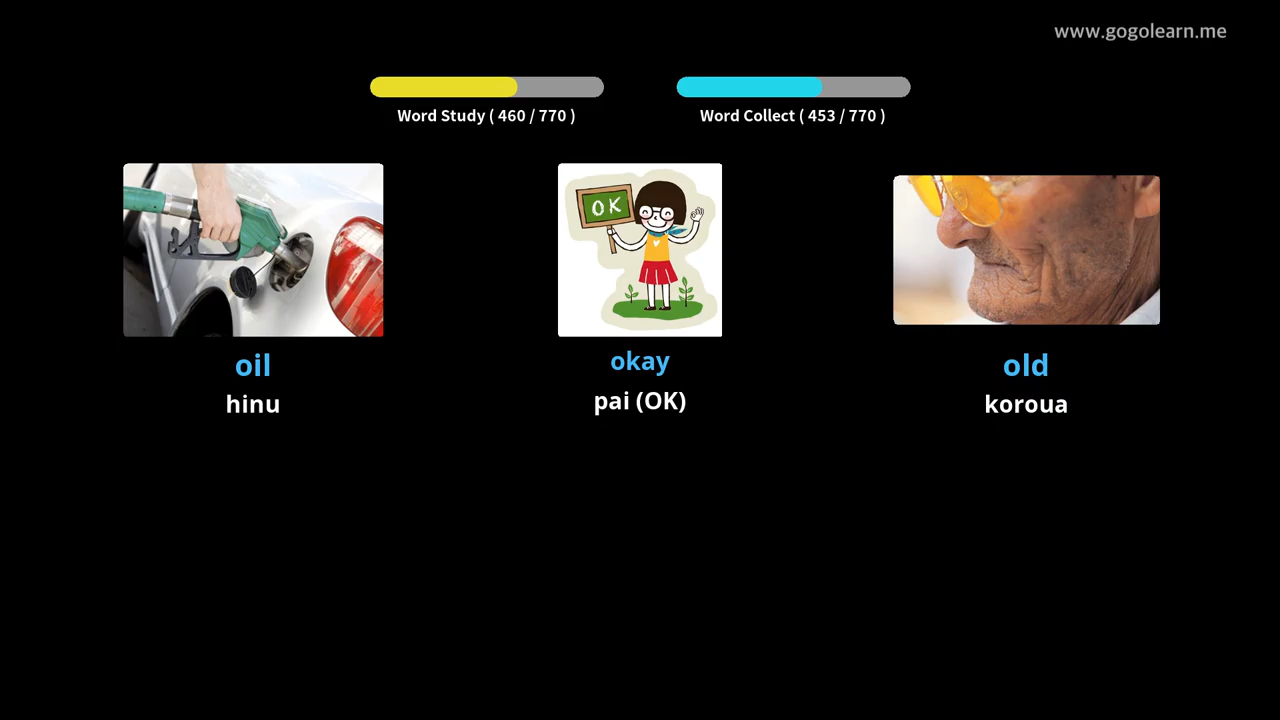 www.gogolearn.me
Word Study ( 460 / 770 )
Word Collect ( 453 / 770 )
OK
oil
okay
old
hinu
pai (OK)
koroua